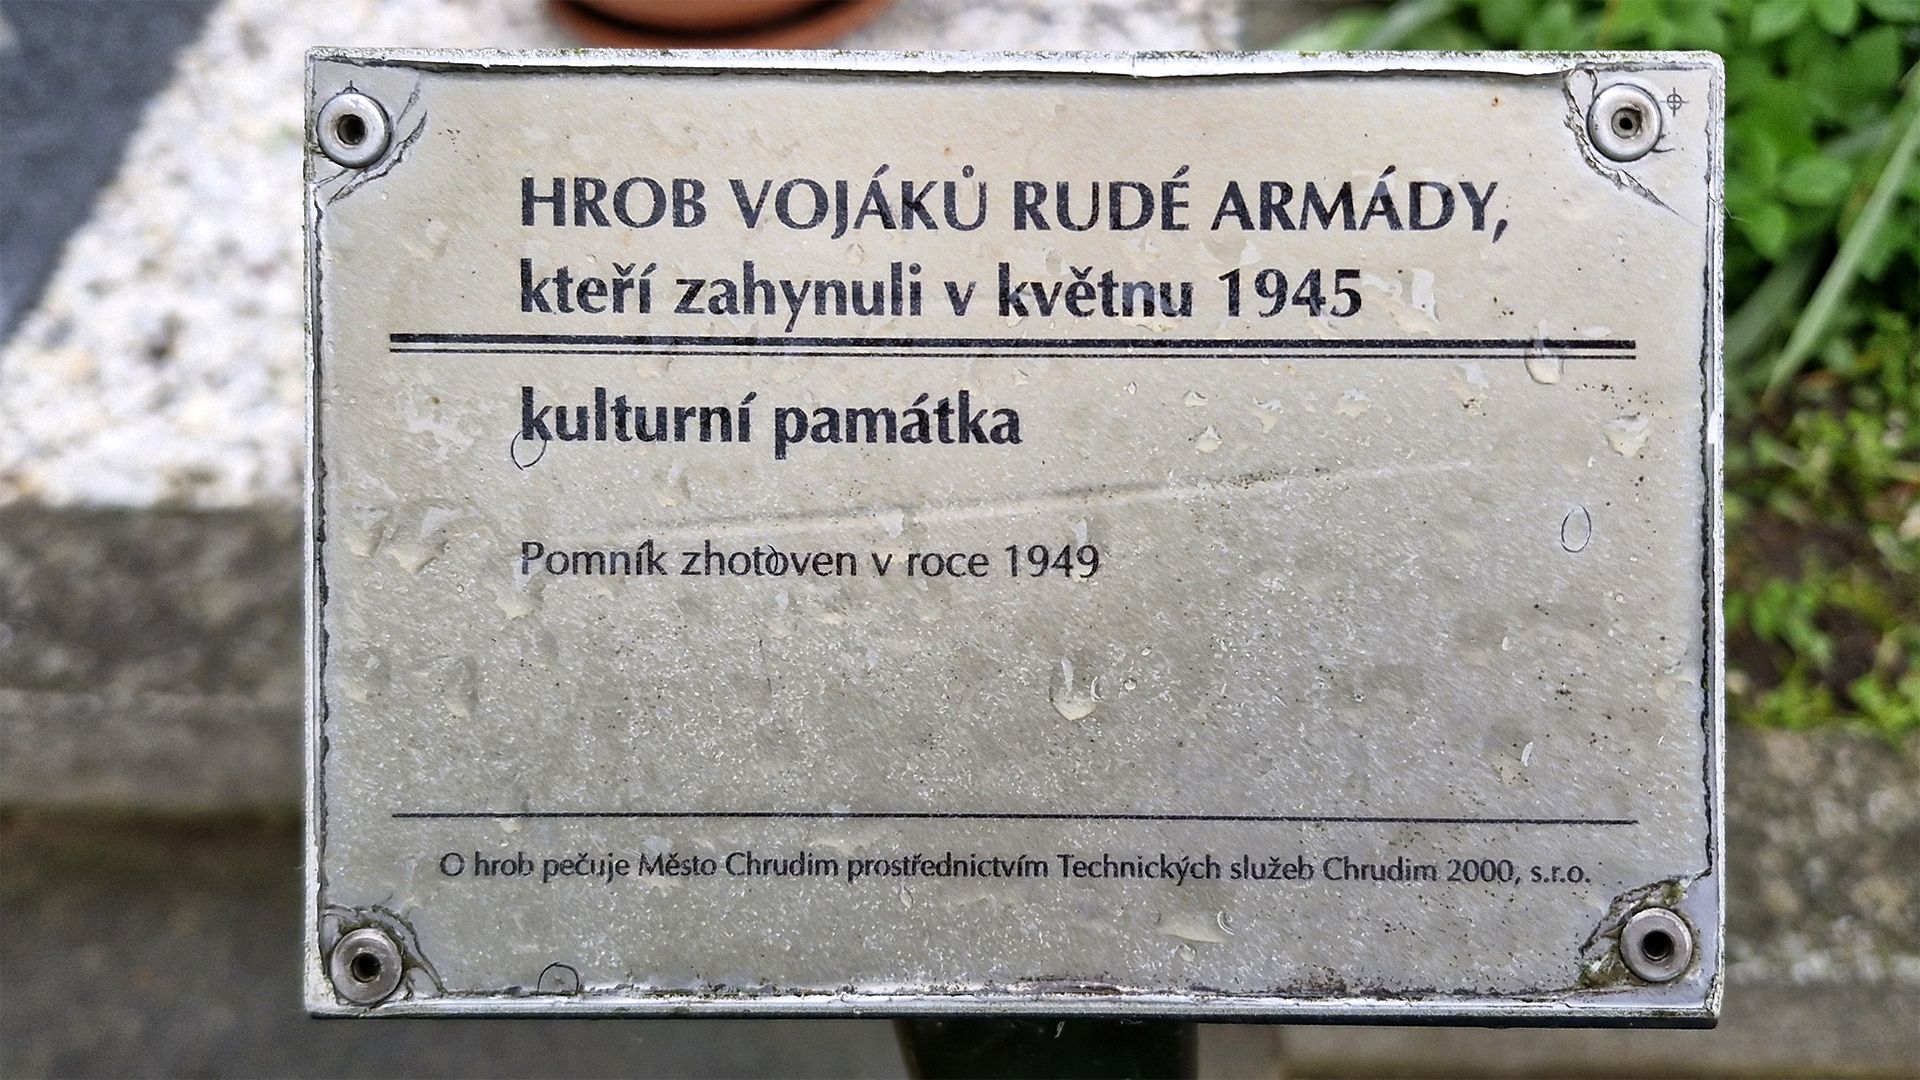 HROB VOJÁKŮ RUDÉ ARMÁDY,
kteří zahynuli v květnu 1945
kulturní památka
Pomník zhotoven v roce 1949
O hrob pečuje Město Chrudim prostřednictvím Technických služeb Chrudim 2000, s.r.o.